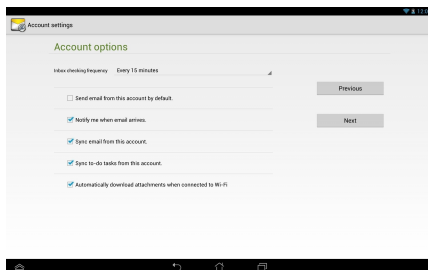 Account settings
Account options
Inbox checking frequency Every 15 minutes
Previous
Send email from this account by default.
Notify me when email arrives.
Next
Sync email from this account.
Sync to-do tasks from this account.
Automatically download attachments when connected to Wi-Fi